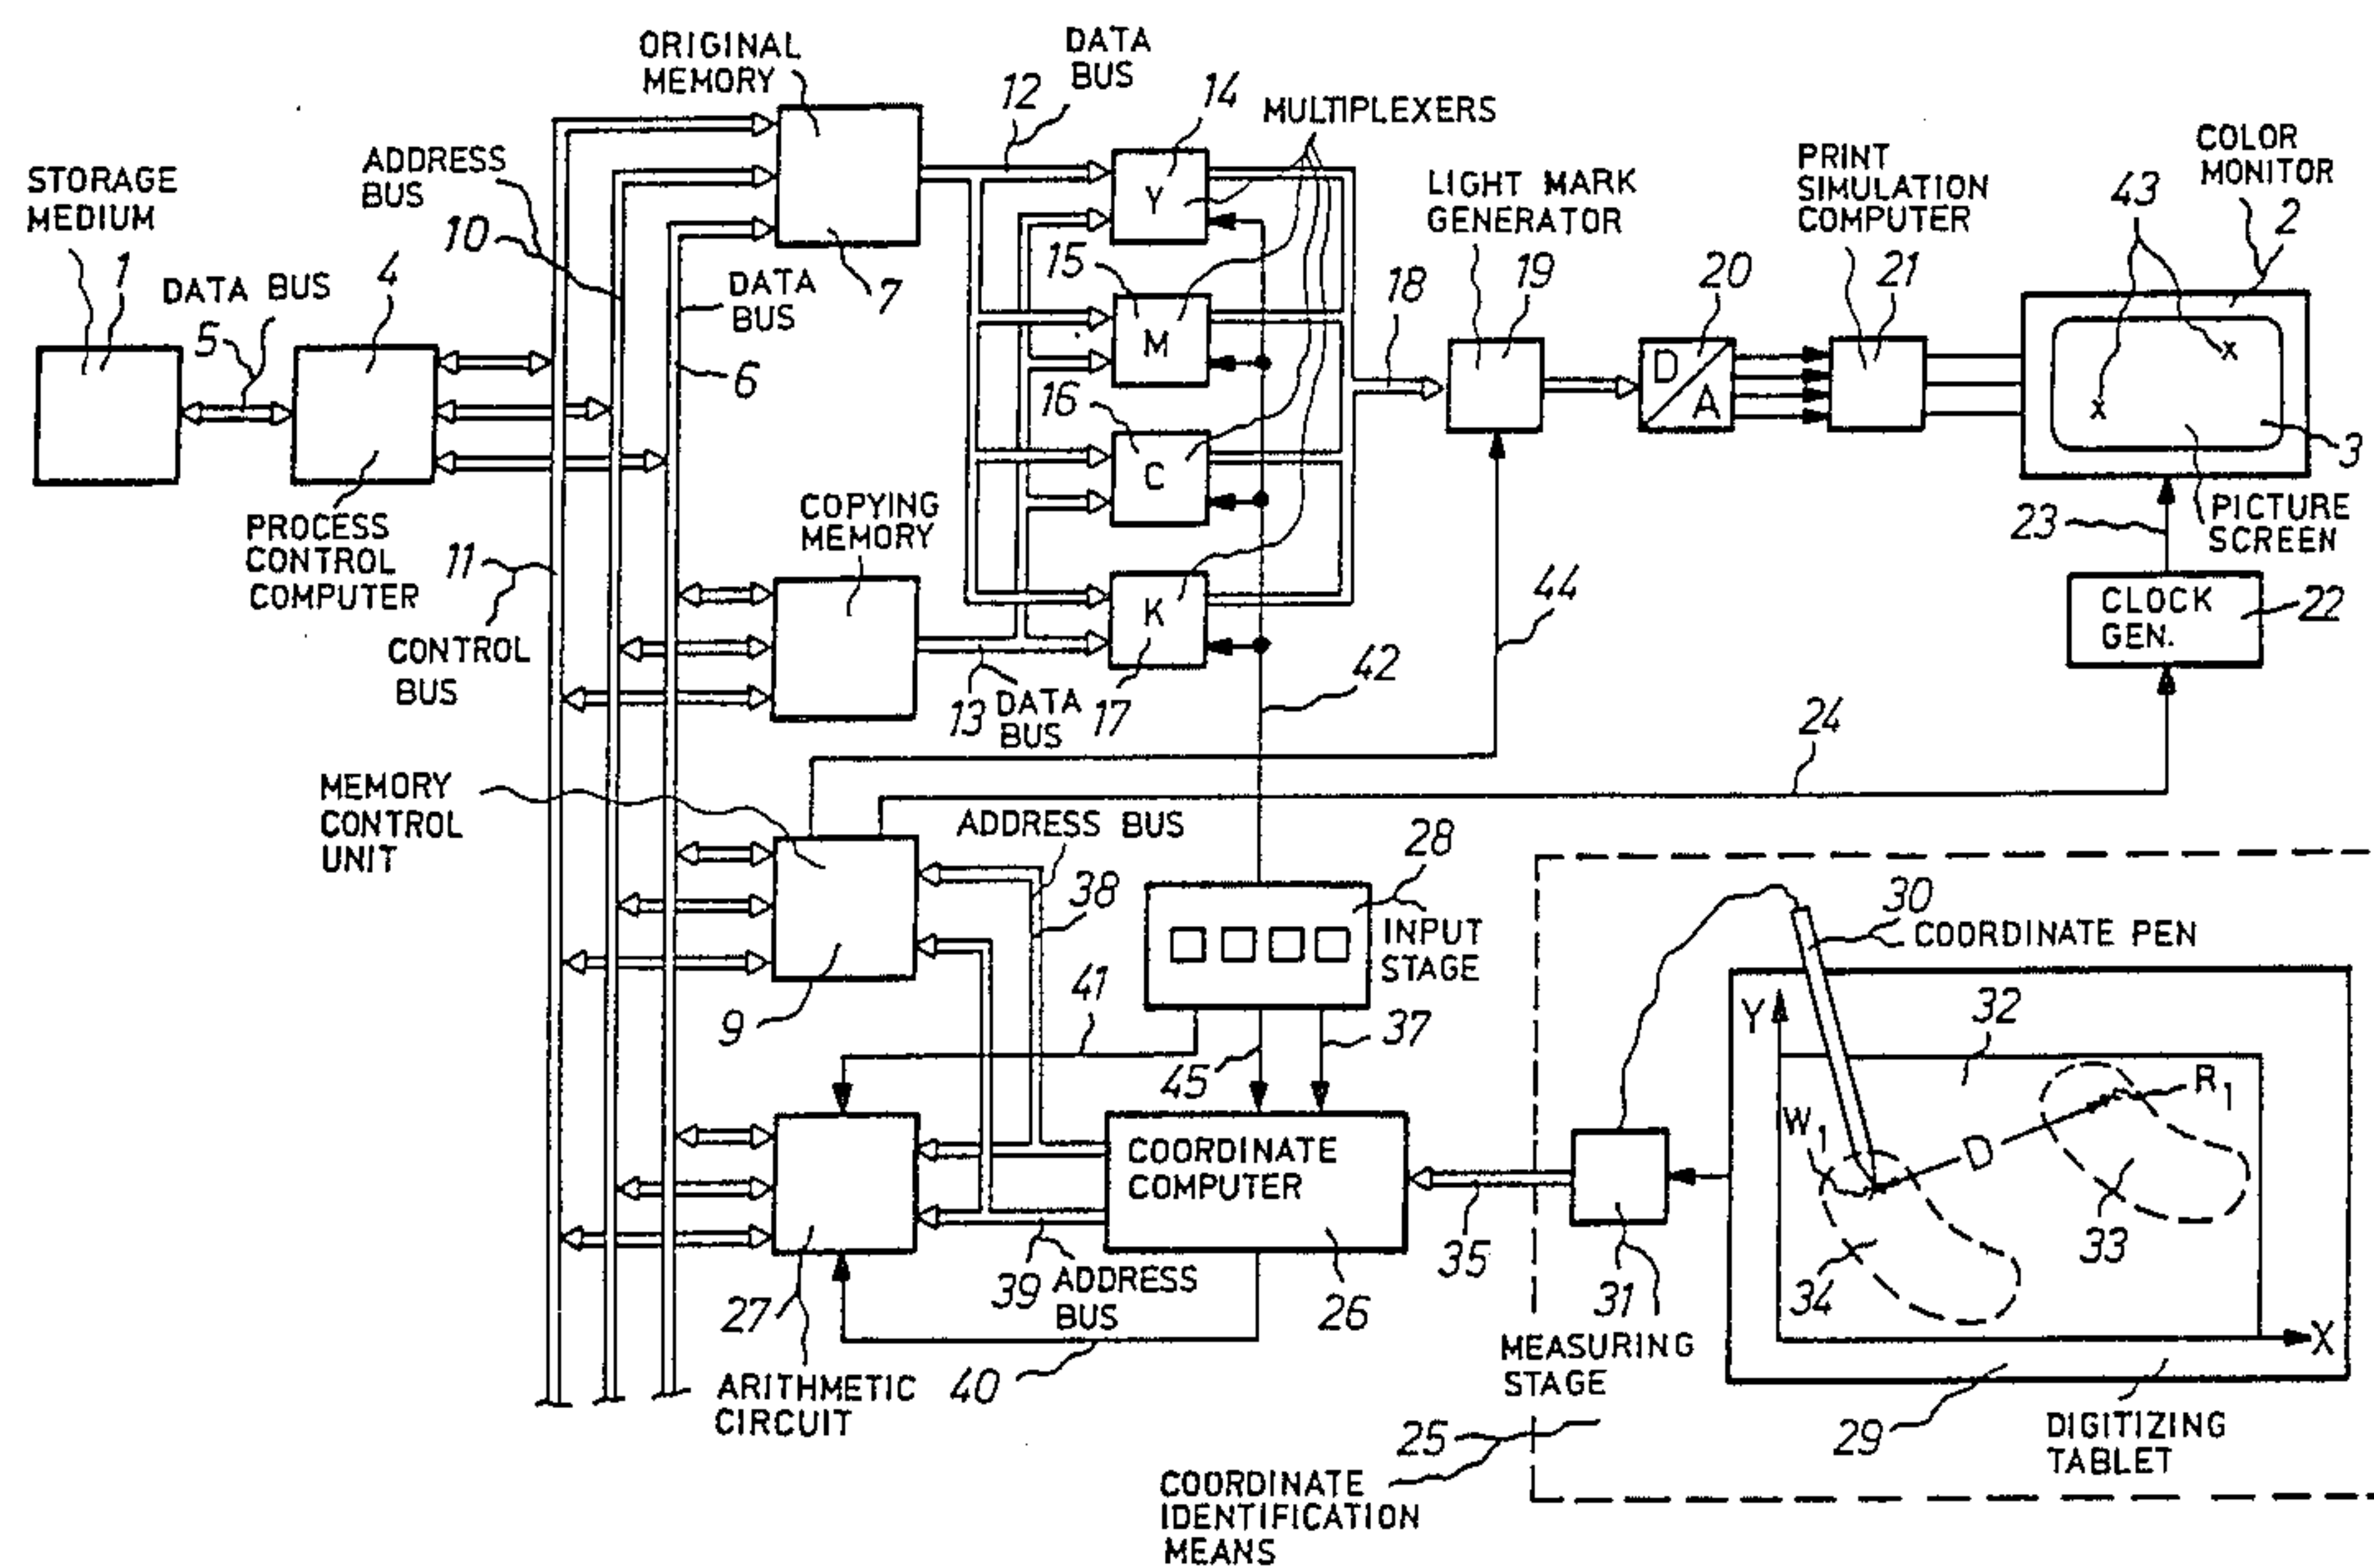 ORIGINAL
MEMORY
DATA
BUS
12
14
MULTIPLEXERS
COLOR
MONITOR
2
43
PRINT
SIMULATION
COMPUTER
21
LIGHT MARK
GENERATOR
19
20
STORAGE
MEDIUM
1
ADDRESS
BUS
10
DATA BUS
5
4
7
DATA
BUS
6
Y
15
M
16
C
K
17
18
D
A
x
x
3
PICTURE
SCREEN
23
CLOCK
GEN.
22
PROCESS
CONTROL
COMPUTER
11
CONTROL
BUS
COPYING
MEMORY
13
DATA
BUS
42
44
24
MEMORY
CONTROL
UNIT
9
ADDRESS BUS
38
28
INPUT
STAGE
41
45
37
COORDINATE
COMPUTER
26
39
ADDRESS
BUS
27
ARITHMETIC
CIRCUIT
40
35
31
MEASURING
STAGE
25
COORDINATE
IDENTIFICATION
MEANS
30
COORDINATE PEN
Y
32
R1
W1
D
33
34
X
29
DIGITIZING
TABLET